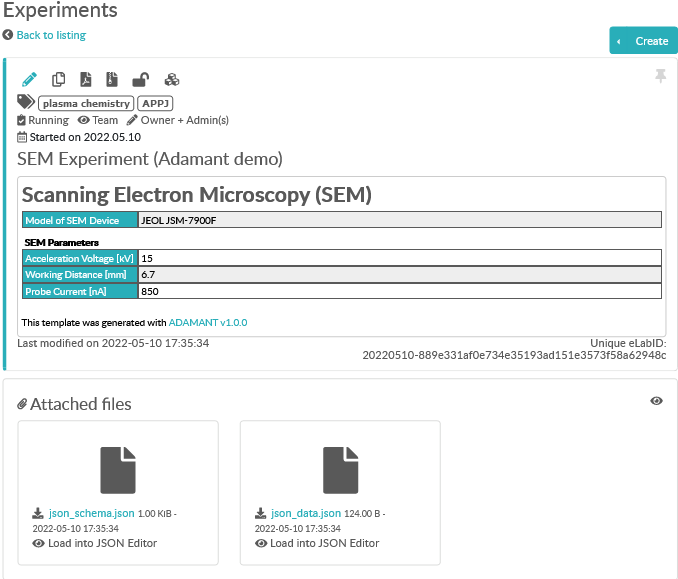 Experiments
Back to listing
Create
plasma chemistry APPJ
Running Team Owner + Admin(s)
Started on 2022.05.10
SEM Experiment (Adamant demo)
Scanning Electron Microscopy (SEM)
Model of SEM Device JEOL JSM-7900F
SEM Parameters
Acceleration Voltage [kV] 15
Working Distance [mm] 6.7
Probe Current [nA] 850
This template was generated with ADAMANT v1.0.0
Last modified on 2022-05-10 17:35:34
Unique eLabID:
20220510-889e331af0e734e35193ad151e3573f58a62948c
Attached files
json_schema.json 1.00 KiB -
2022-05-10 17:35:34
Load into JSON Editor
json_data.json 124.00 B -
2022-05-10 17:35:34
Load into JSON Editor